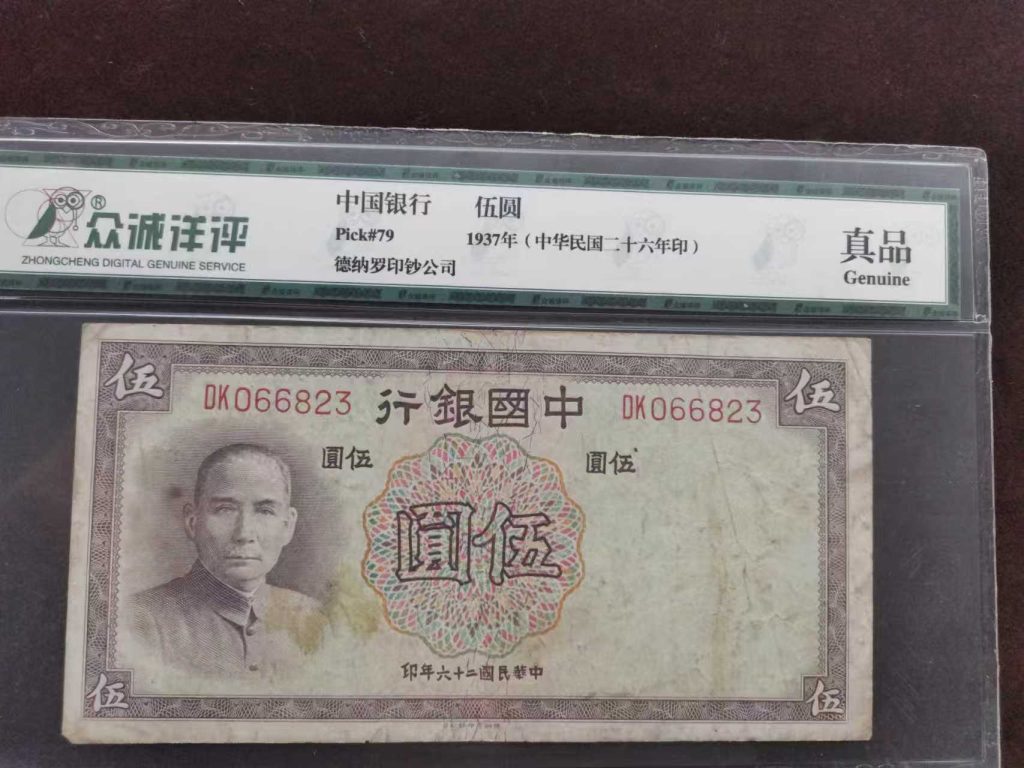 众诚洋评®
ZHONGCHENG DIGITAL GENUINE SERVICE
中国银行 伍圆
Pick#79 1937年（中华民国二十六年印）
德纳罗印钞公司
真品
Genuine
伍 伍
DK066823 行銀國中 DK066823
圓伍 圓伍
圓伍
印年六十二國民華中
伍 伍